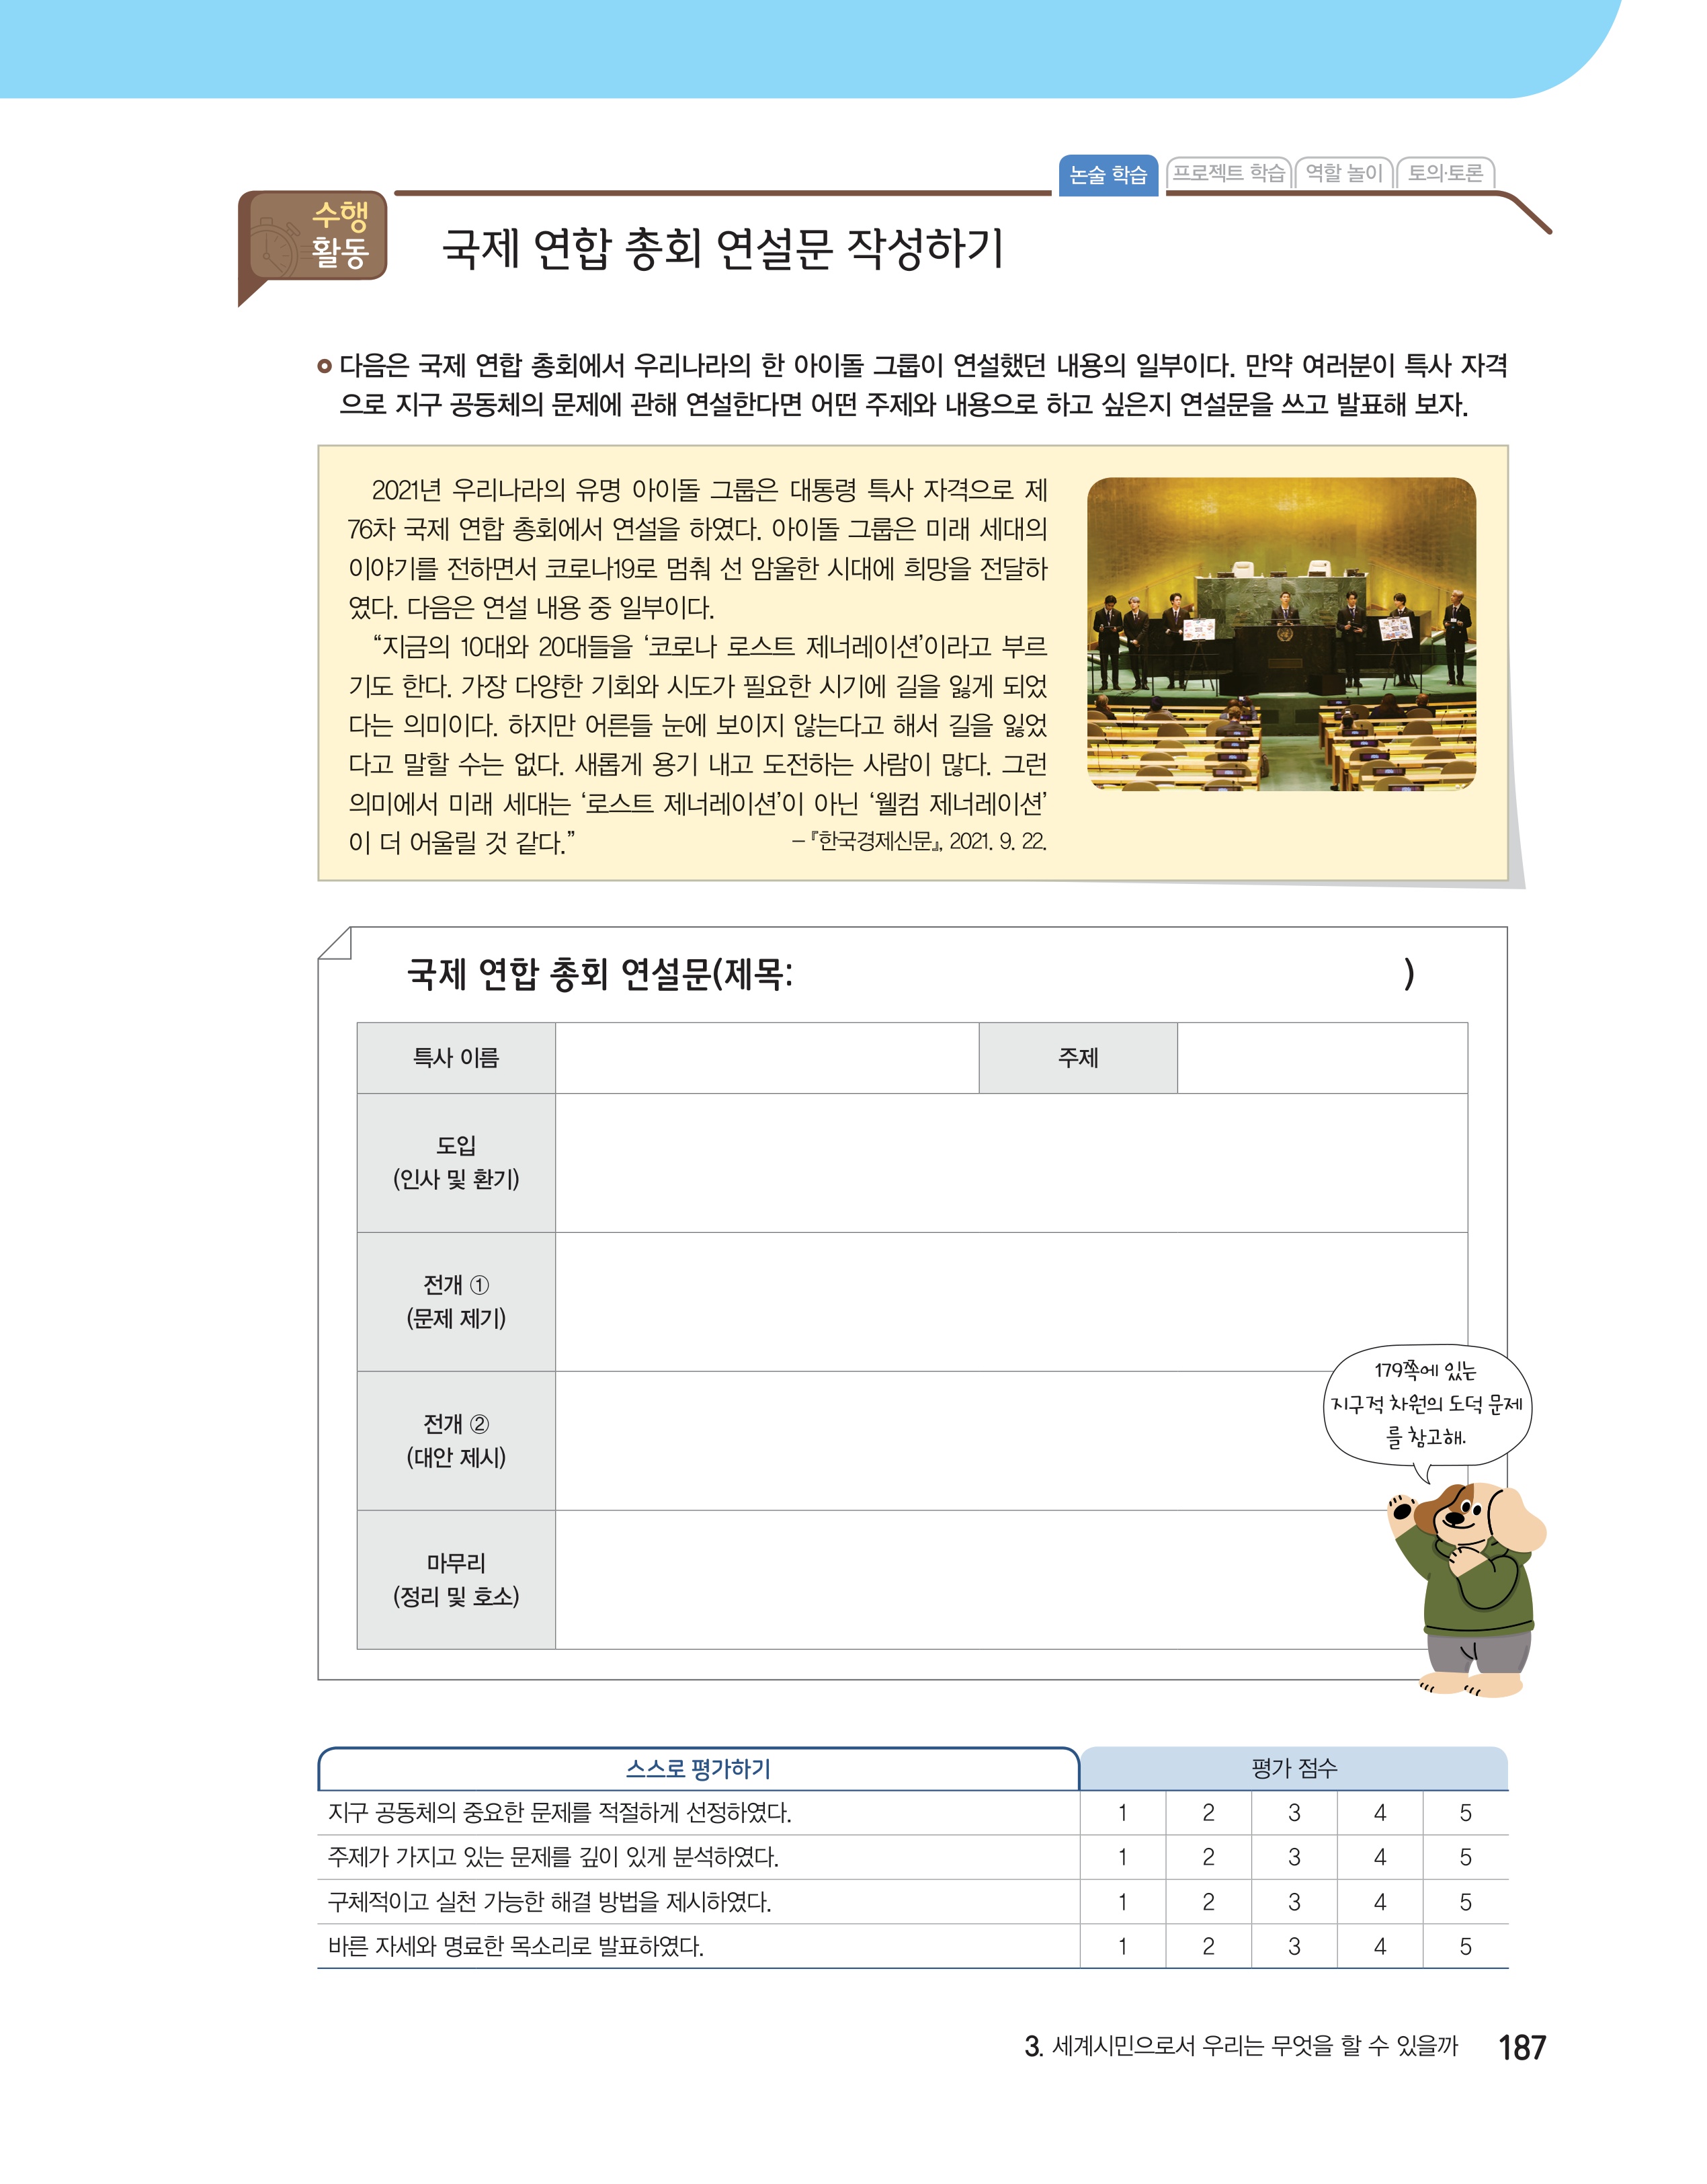 논술 학습
프로젝트 학습
역할 놀이
토의·토론
수행
활동
국제 연합 총회 연설문 작성하기
다음은 국제 연합 총회에서 우리나라의 한 아이돌 그룹이 연설했던 내용의 일부이다. 만약 여러분이 특사 자격
으로 지구 공동체의 문제에 관해 연설한다면 어떤 주제와 내용으로 하고 싶은지 연설문을 쓰고 발표해 보자.
2021년 우리나라의 유명 아이돌 그룹은 대통령 특사 자격으로 제
76차 국제 연합 총회에서 연설을 하였다. 아이돌 그룹은 미래 세대의
이야기를 전하면서 코로나19로 멈춰 선 암울한 시대에 희망을 전달하
였다. 다음은 연설 내용 중 일부이다.
“지금의 10대와 20대들을 ‘코로나 로스트 제너레이션’이라고 부르
기도 한다. 가장 다양한 기회와 시도가 필요한 시기에 길을 잃게 되었
다는 의미이다. 하지만 어른들 눈에 보이지 않는다고 해서 길을 잃었
다고 말할 수는 없다. 새롭게 용기 내고 도전하는 사람이 많다. 그런
의미에서 미래 세대는 ‘로스트 제너레이션’이 아닌 ‘웰컴 제너레이션’
이 더 어울릴 것 같다.” – 『한국경제신문』, 2021. 9. 22.
국제 연합 총회 연설문(제목: )
특사 이름
주제
도입
(인사 및 환기)
전개 ①
(문제 제기)
전개 ②
(대안 제시)
마무리
(정리 및 호소)
179쪽에 있는
지구적 차원의 도덕 문제
를 참고해.
스스로 평가하기 평가 점수
지구 공동체의 중요한 문제를 적절하게 선정하였다. 1 2 3 4 5
주제가 가지고 있는 문제를 깊이 있게 분석하였다. 1 2 3 4 5
구체적이고 실천 가능한 해결 방법을 제시하였다. 1 2 3 4 5
바른 자세와 명료한 목소리로 발표하였다. 1 2 3 4 5
3. 세계시민으로서 우리는 무엇을 할 수 있을까 187